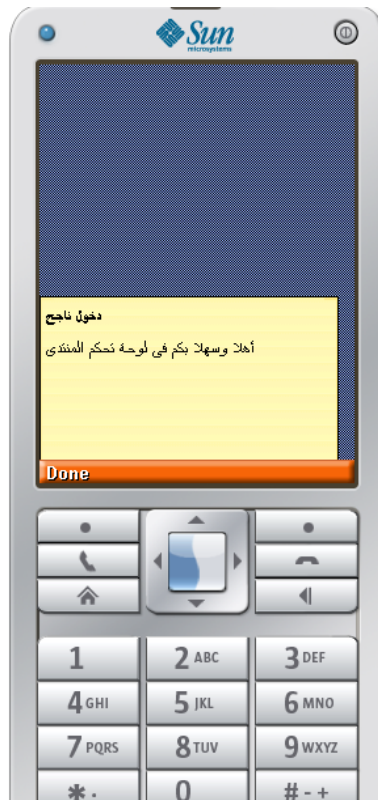 Sun
microsystems
دخول ناجح
أهلا وسهلا بكم فى لوحة تحكم المنتدى
Done
1
2 ABC
3 DEF
4 GHI
5 JKL
6 MNO
7 PQRS
8 TUV
9 WXYZ
* .
0
# - +